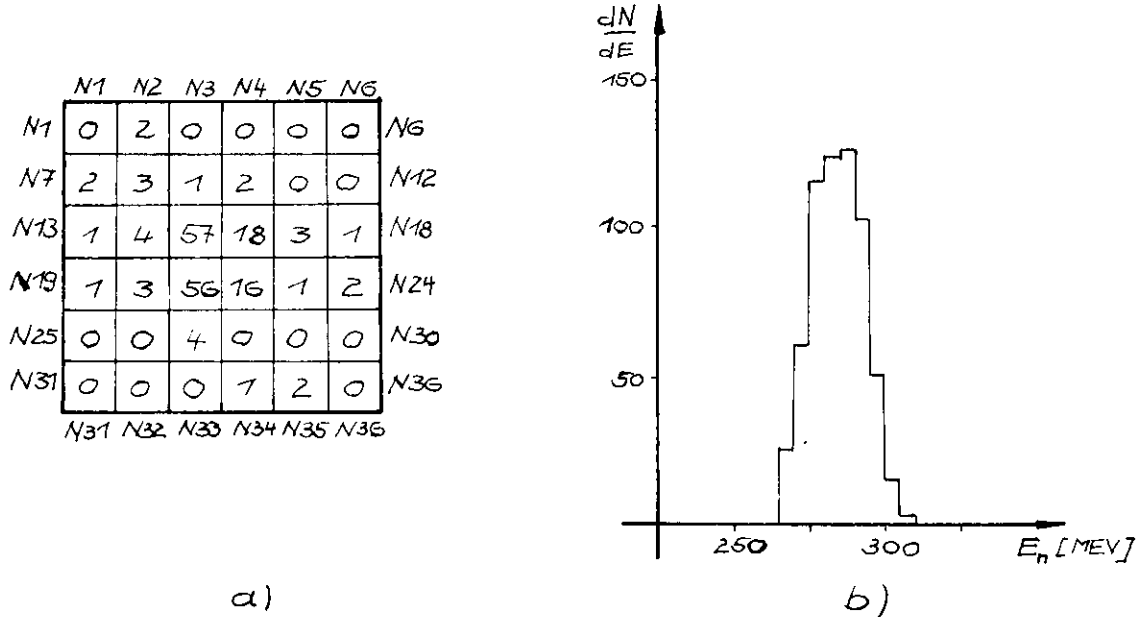 N1 N2 N3 N4 N5 N6
N1 0 2 0 0 0 0 N6
N7 2 3 1 2 0 0 N12
N13 1 4 57 18 3 1 N18
N19 1 3 56 16 1 2 N24
N25 0 0 4 0 0 0 N30
N31 0 0 0 1 2 0 N36
N31 N32 N33 N34 N35 N36
a)
dN
dE
150
100
50
250 300 En [MEV]
b)